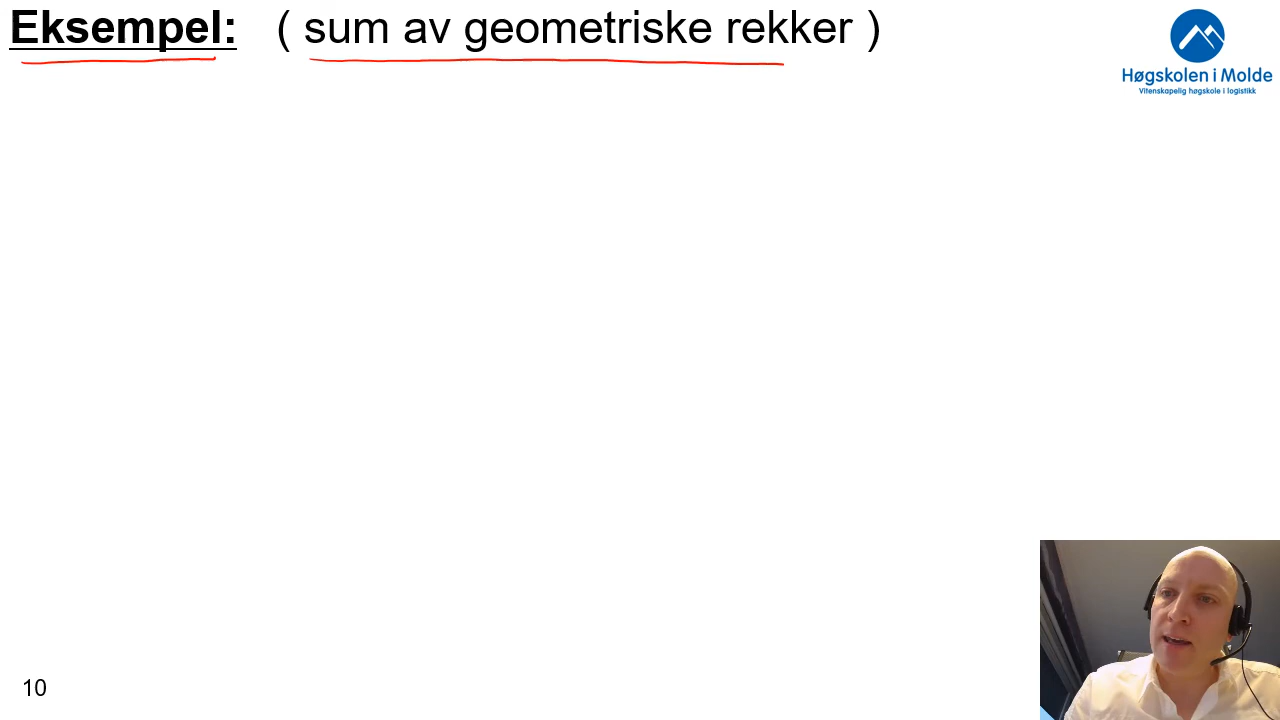 Eksempel: ( sum av geometriske rekker )
Høgskolen i Molde
Vitenskapelig høgskole i logistikk
10